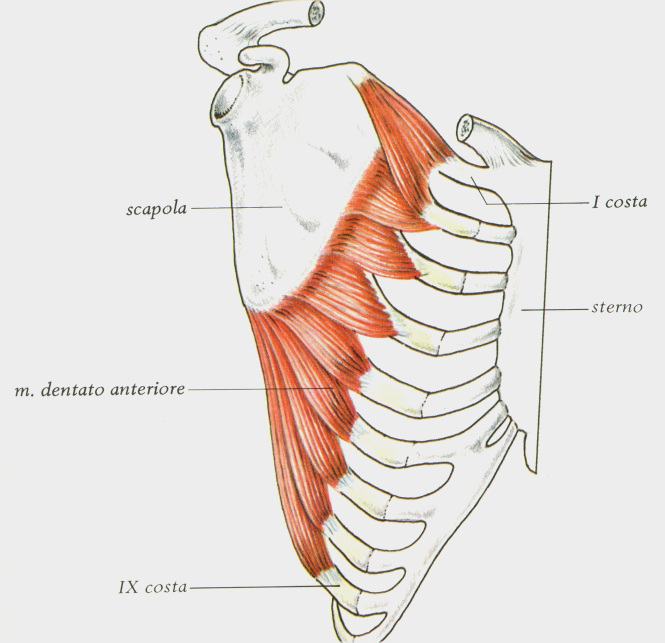 I costa
scapola
sterno
m. dentato anteriore
IX costa